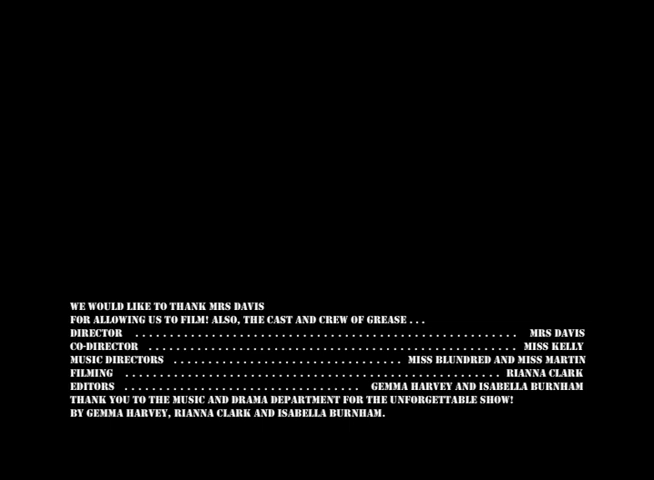 WE WOULD LIKE TO THANK MRS DAVIS
FOR ALLOWING US TO FILM! ALSO, THE CAST AND CREW OF GREASE . . .
DIRECTOR . . . . . . . . . . . . . . . . . . . . . . . . . . . . . . . . . . . . . . . . . . . . . . . . . . . . . . . . . MRS DAVIS
CO-DIRECTOR . . . . . . . . . . . . . . . . . . . . . . . . . . . . . . . . . . . . . . . . . . . . . . . . . . . . . . . MISS KELLY
MUSIC DIRECTORS . . . . . . . . . . . . . . . . . . . . . . . . . . . . . . . . . . MISS BLUNDRED AND MISS MARTIN
FILMING . . . . . . . . . . . . . . . . . . . . . . . . . . . . . . . . . . . . . . . . . . . . . . . . . . . . . . . . RIANNA CLARK
EDITORS . . . . . . . . . . . . . . . . . . . . . . . . . . . . . . . . . . . GEMMA HARVEY AND ISABELLA BURNHAM
THANK YOU TO THE MUSIC AND DRAMA DEPARTMENT FOR THE UNFORGETTABLE SHOW!
BY GEMMA HARVEY, RIANNA CLARK AND ISABELLA BURNHAM.